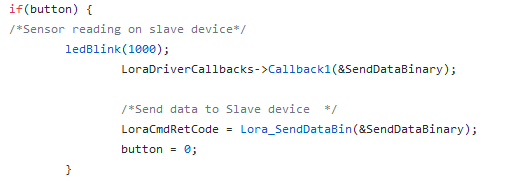 if(button) {
/*Sensor reading on slave device*/
ledBlink(1000);
LoraDriverCallbacks->Callback1(&SendDataBinary);
/*Send data to Slave device  */
LoraCmdRetCode = Lora_SendDataBin(&SendDataBinary);
button = 0;
}